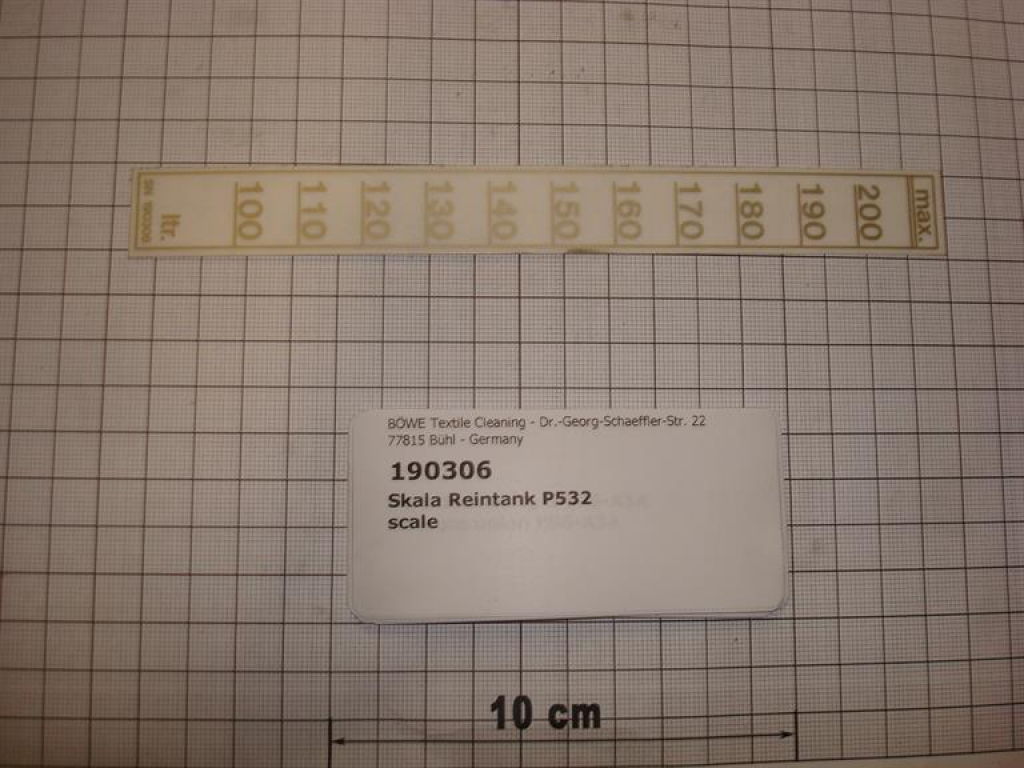 ltr.
100
110
120
130
140
150
160
170
180
190
200
max.
BÖWE Textile Cleaning - Dr.-Georg-Schaeffler-Str. 22
77815 Bühl - Germany
190306
Skala Reintank P532
scale
10 cm